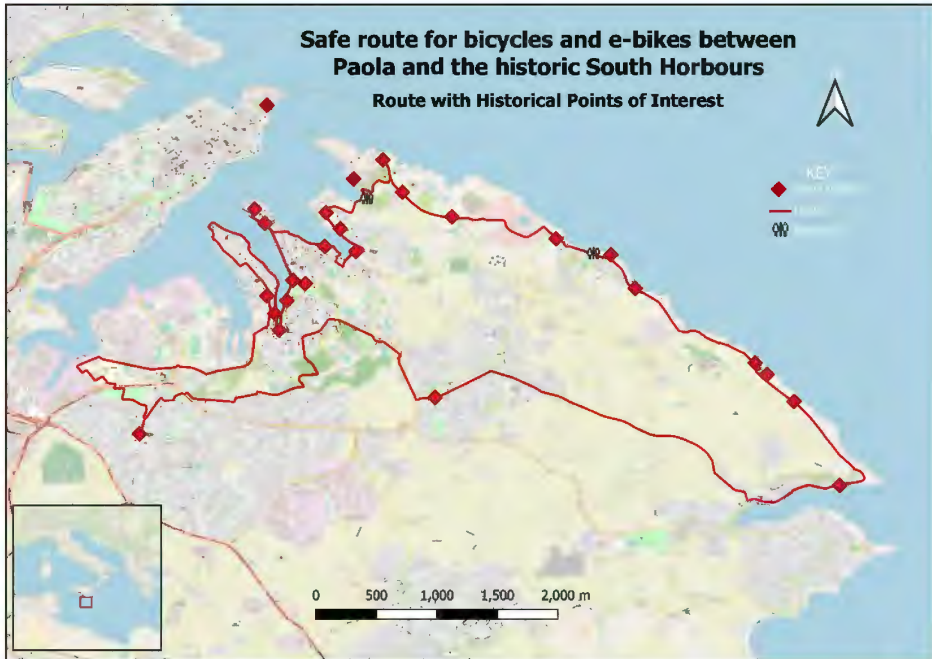 Safe route for bicycles and e-bikes between
Paola and the historic South Horbours
Route with Historical Points of Interest
KEY
0 500 1,000 1,500 2,000 m